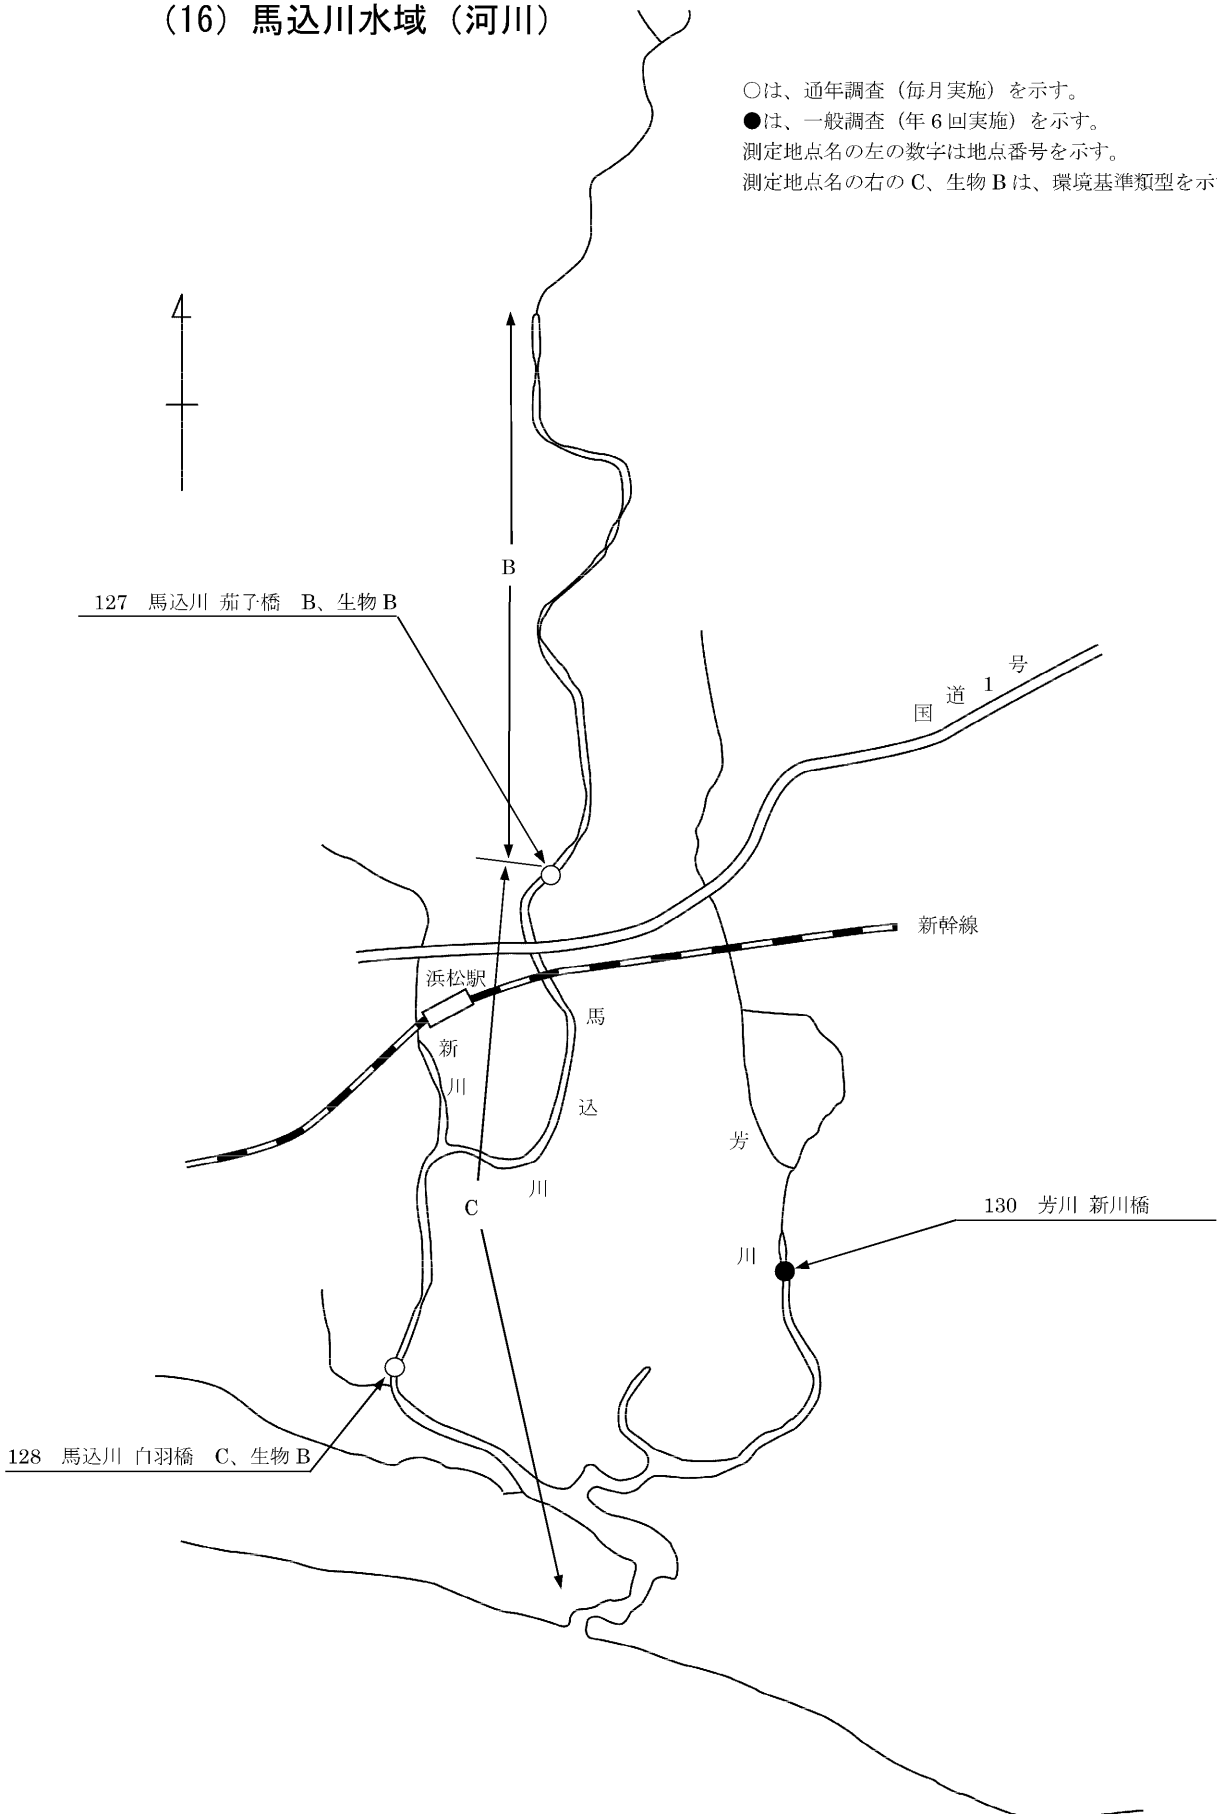 （16）馬込川水域（河川）
○は、通年調査（毎月実施）を示す。
●は、一般調査（年6回実施）を示す。
測定地点名の左の数字は地点番号を示す。
測定地点名の右のC、生物Bは、環境基準類型を示
B
127 馬込川 茄子橋 B、生物B
国道1号
新幹線
浜松駅
新川
馬込川
芳川
C
130 芳川 新川橋
128 馬込川 白羽橋 C、生物B